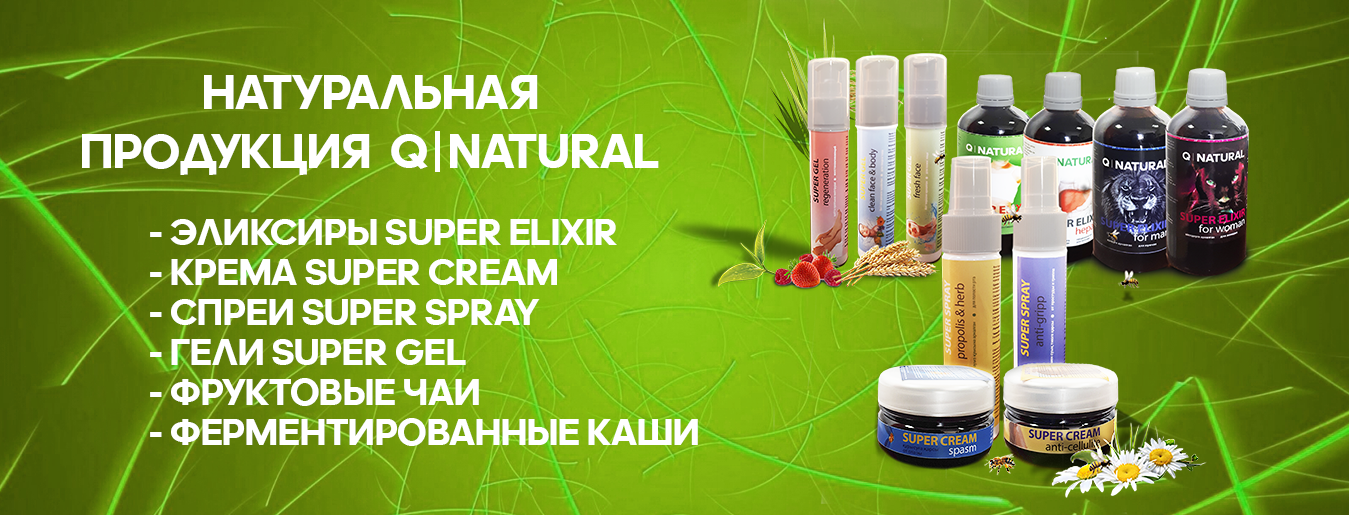 НАТУРАЛЬНАЯ
ПРОДУКЦИЯ Q|NATURAL
- ЭЛИКСИРЫ SUPER ELIXIR
- КРЕМА SUPER CREAM
- СПРЕИ SUPER SPRAY
- ГЕЛИ SUPER GEL
- ФРУКТОВЫЕ ЧАИ
- ФЕРМЕНТИРОВАННЫЕ КАШИ
SUPER GEL
regeneration
clean face & body
fresh face
Q | NATURAL
NATURAL
Q | NATURAL
SUPER ELIXIR
for man
Q | NATURAL
SUPER ELIXIR
for woman
SUPER SPRAY
propolis & herb
SUPER SPRAY
anti-gripp
SUPER CREAM
spasm
SUPER CREAM